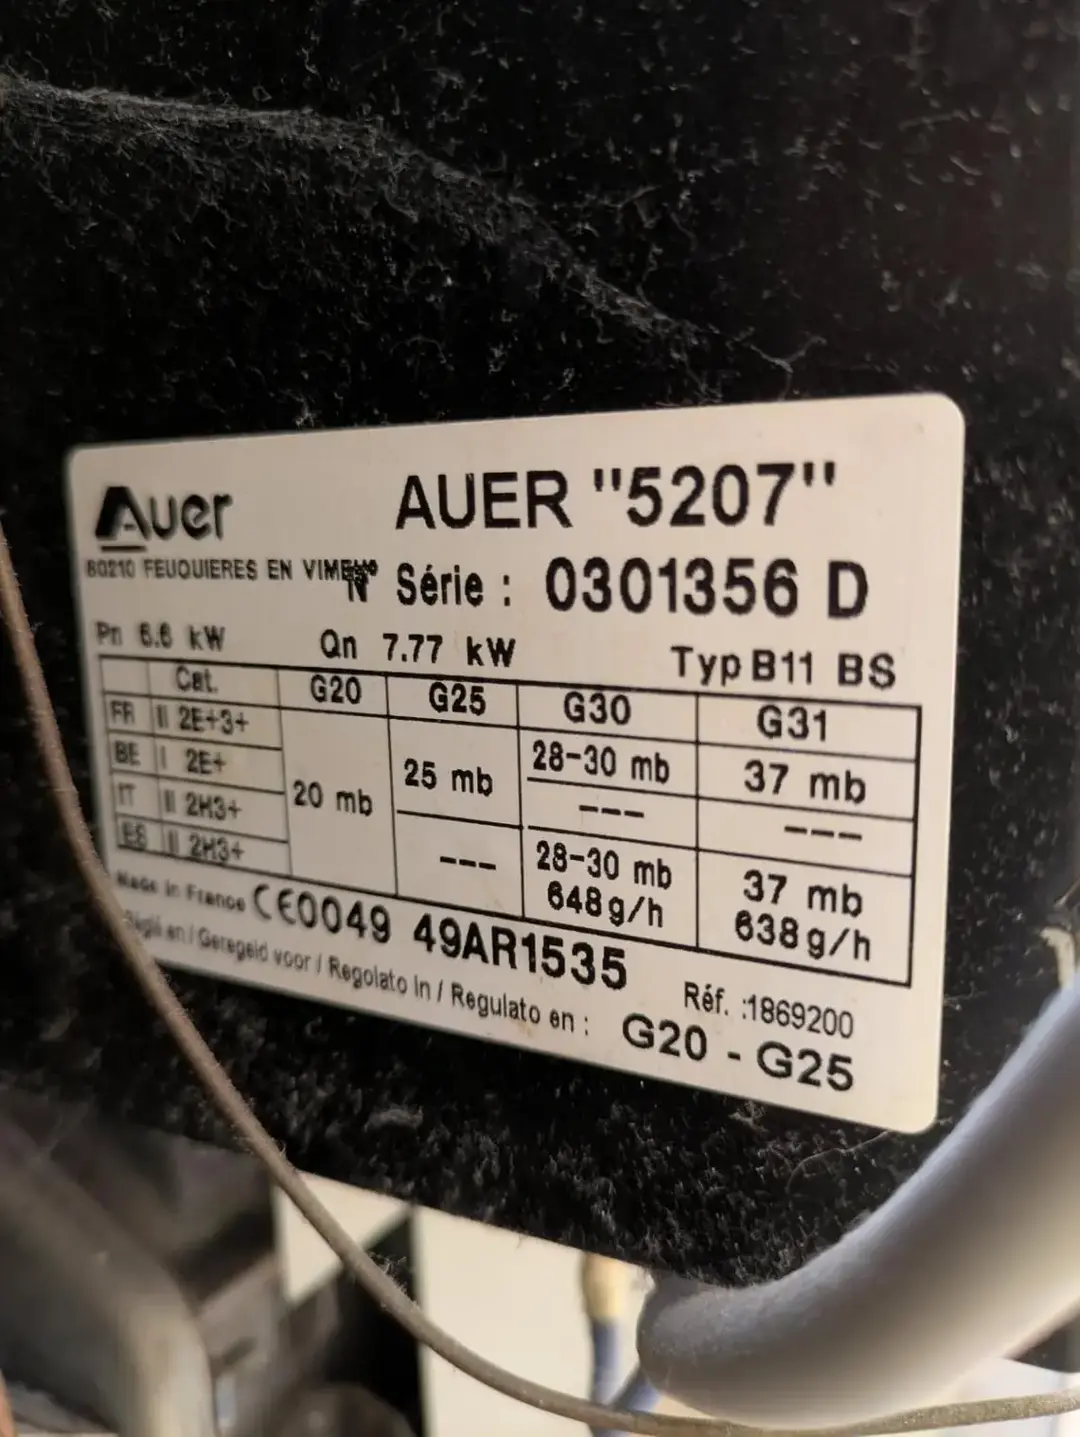 Auer AUER "5207"
80210 FEUQUIERES EN VIMEU
N° Série : 0301356 D
Pn 6.6 kW Qn 7.77 kW Typ B11 BS
Cat. G20 G25 G30 G31
FR II 2E+3+ 20 mb 25 mb 28-30 mb 37 mb
BE I 2E+ --- ---
IT II 2H3+ --- 28-30 mb 37 mb
ES II 2H3+ 648 g/h 638 g/h
Made in France CE0049 49AR1535
Réf. :1869200
Réglé en / Geregeld voor / Regolato in / Regulato en : G20 - G25